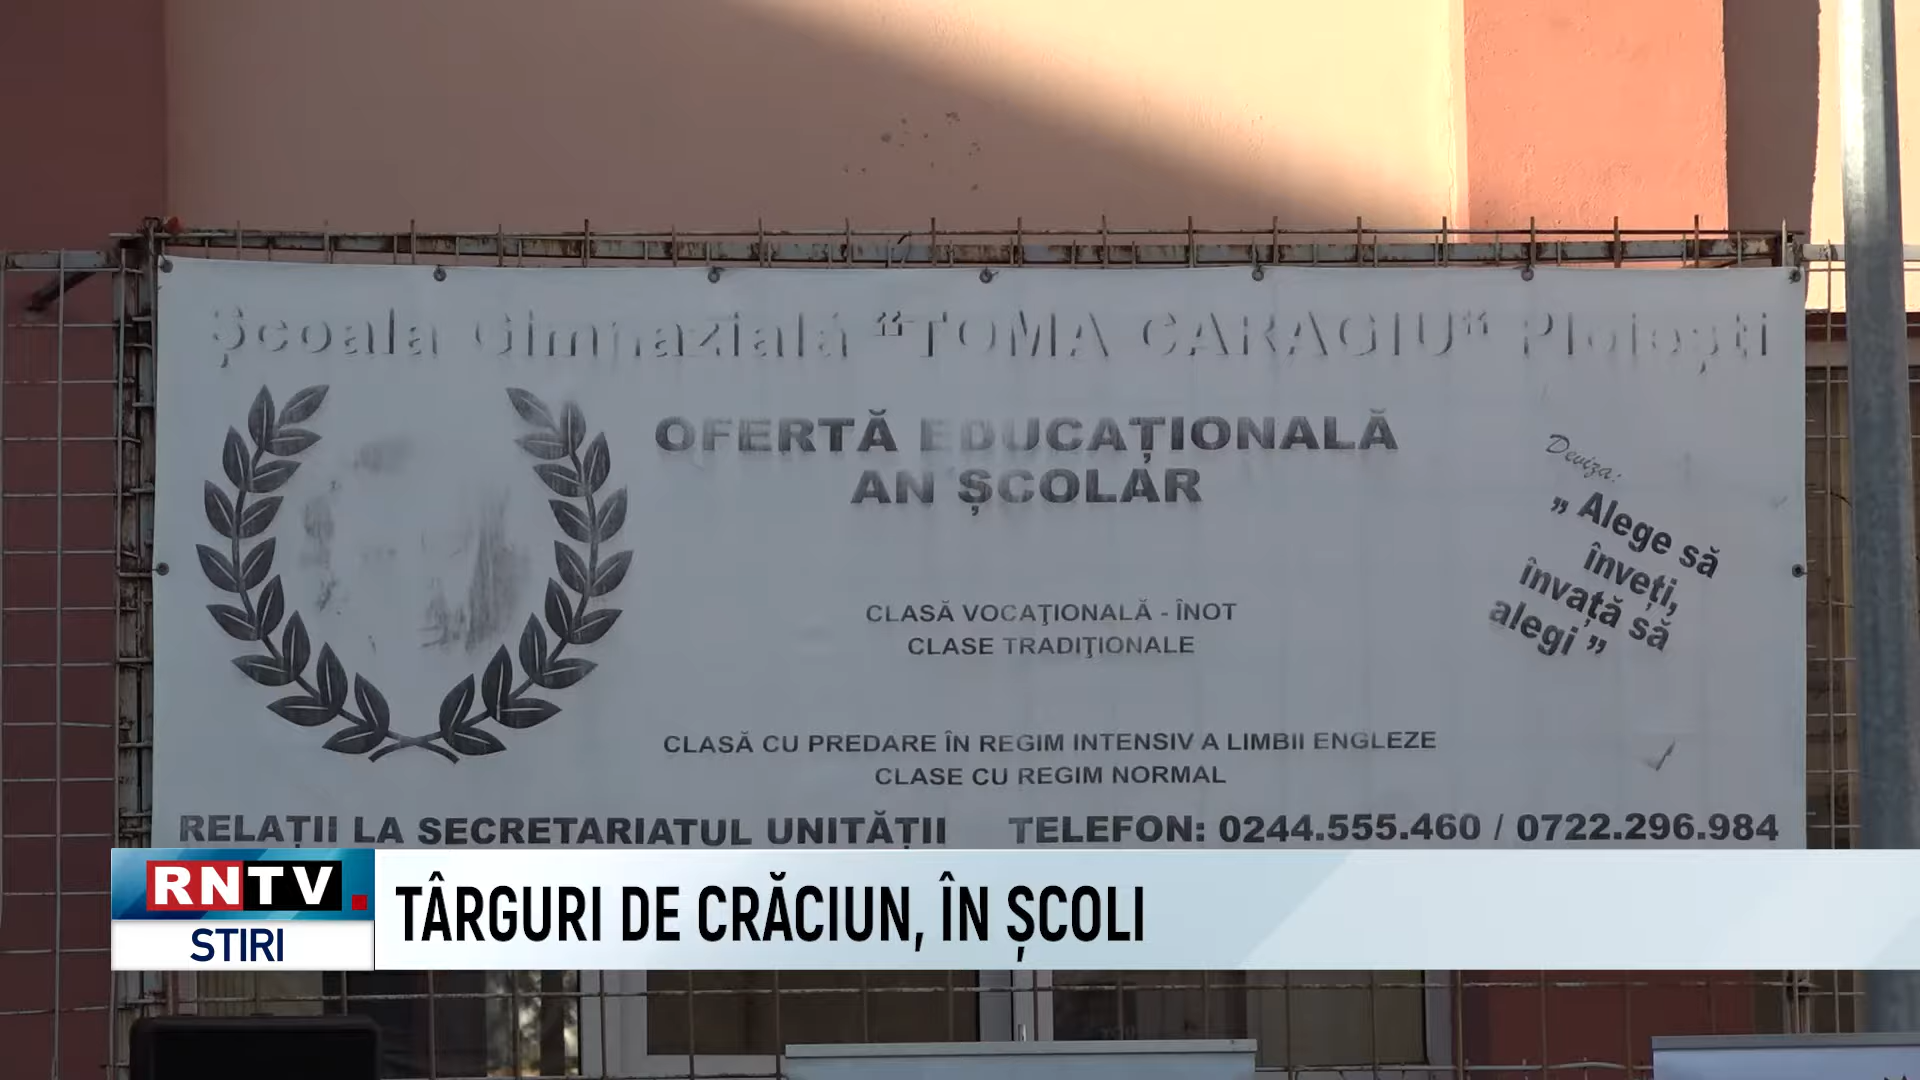 Școala Gimnazială “TOMA CARAGIU“ Ploiești
OFERTĂ EDUCAȚIONALĂ
AN ȘCOLAR
Deviza:
„ Alege să
înveți,
învață să
alegi ”
CLASĂ VOCAŢIONALĂ - ÎNOT
CLASE TRADIŢIONALE
CLASĂ CU PREDARE ÎN REGIM INTENSIV A LIMBII ENGLEZE
CLASE CU REGIM NORMAL
RELAȚII LA SECRETARIATUL UNITĂȚII TELEFON: 0244.555.460 / 0722.296.984
RNTV.
STIRI
TÂRGURI DE CRĂCIUN, ÎN ȘCOLI